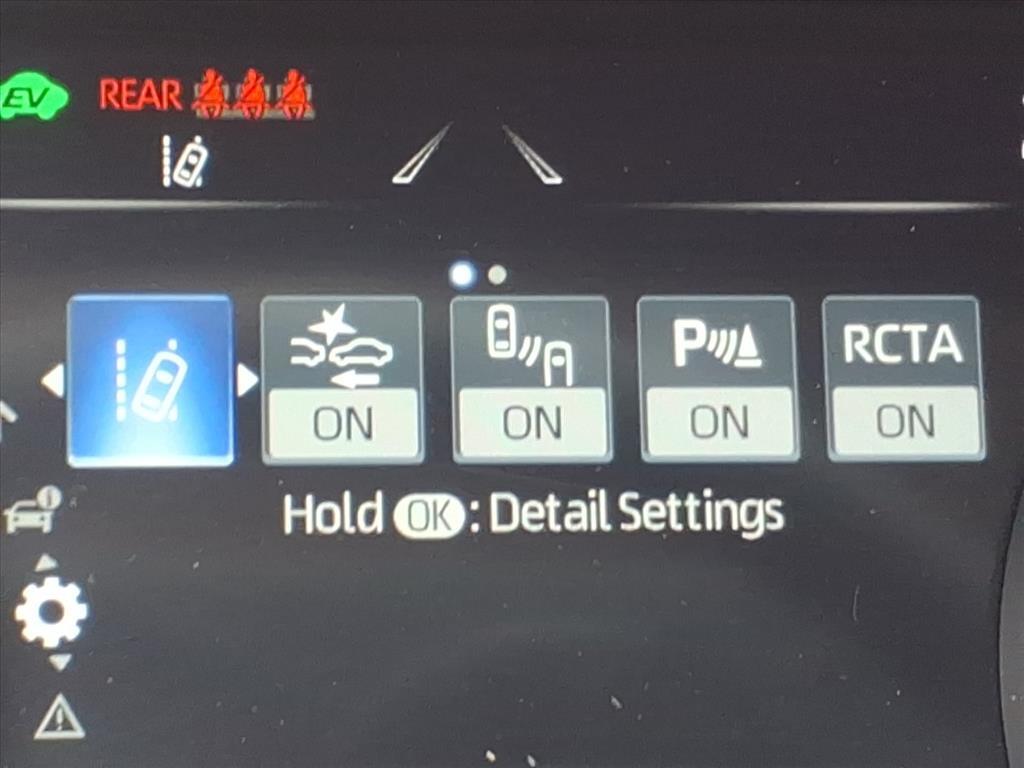 EV REAR
P RCTA
ON ON ON ON
Hold OK : Detail Settings